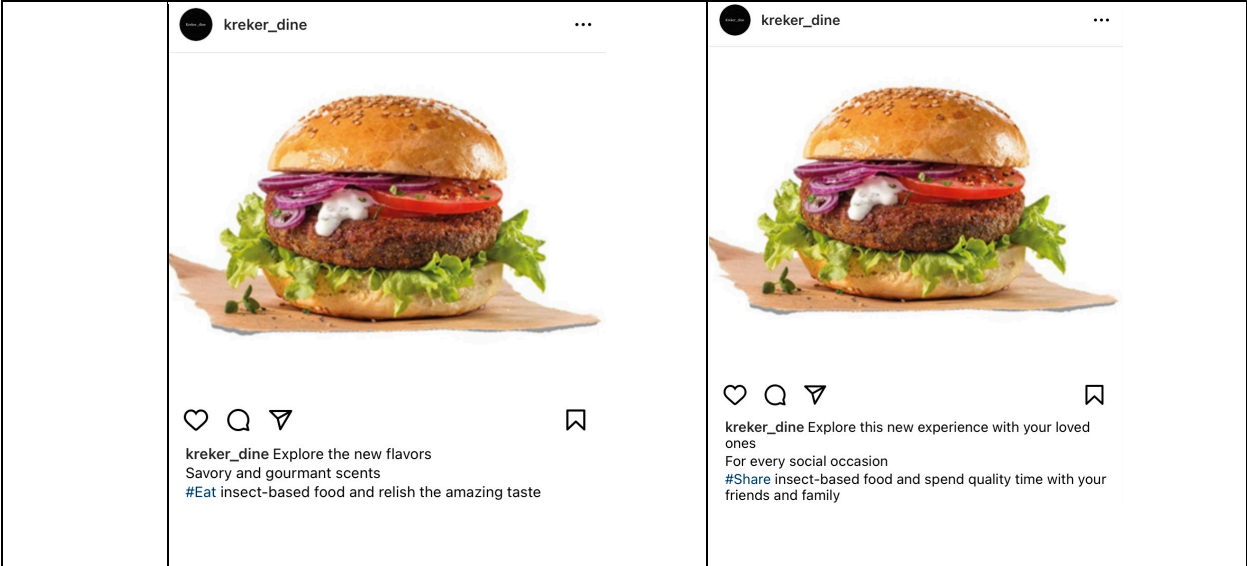 kreker_dine
Explore the new flavors
Savory and gourmant scents
#Eat insect-based food and relish the amazing taste
kreker_dine
kreker_dine Explore this new experience with your loved
ones
For every social occasion
#Share insect-based food and spend quality time with your
friends and family